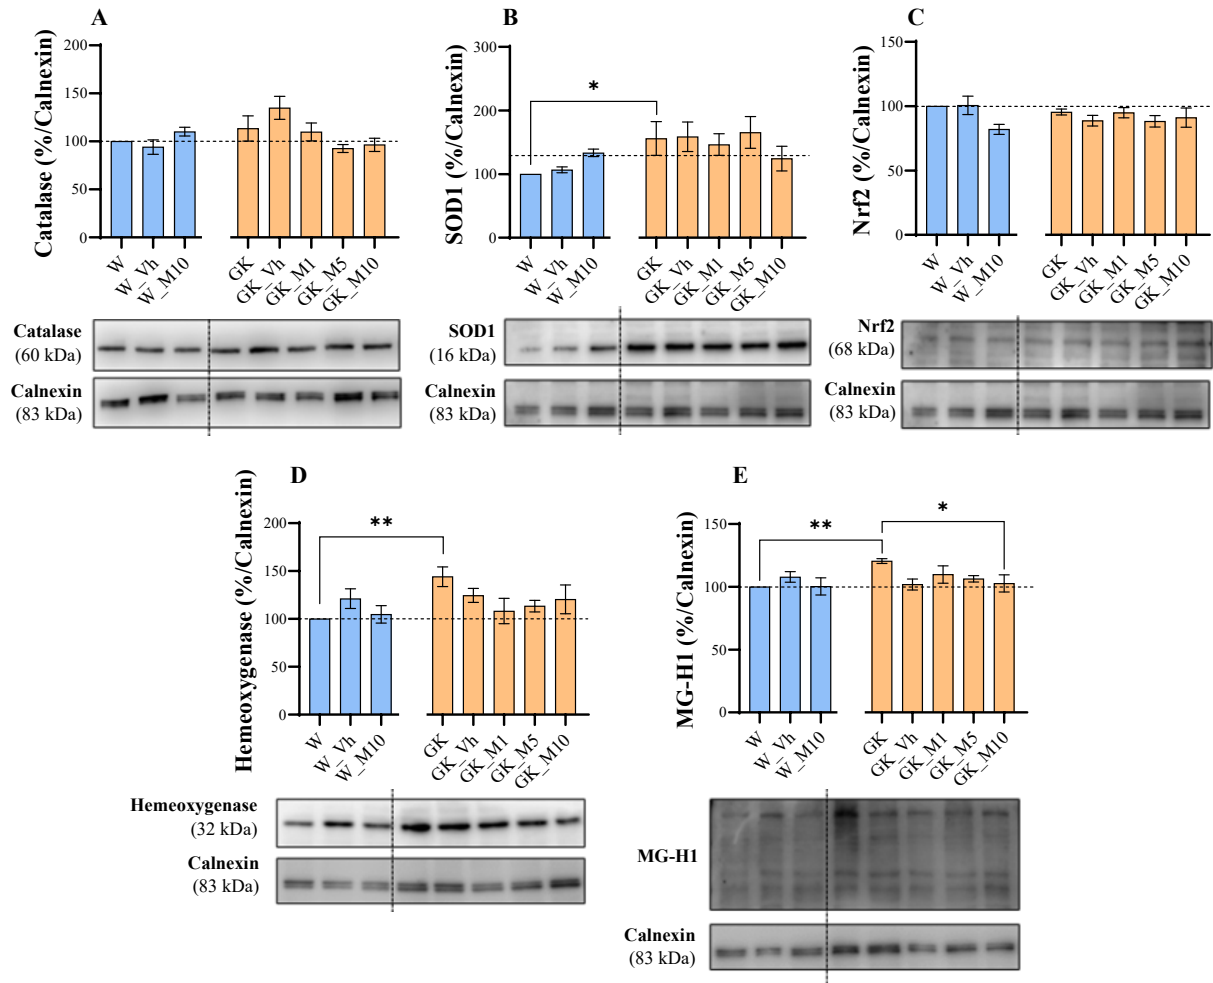 A
Catalase (%/Calnexin)
200
150
100
50
0
W
W_Vh
W_M10
GK
GK_Vh
GK_M1
GK_M5
GK_M10
Catalase
(60 kDa)
Calnexin
(83 kDa)
B
SOD1 (%/Calnexin)
300
200
100
0
*
W
W_Vh
W_M10
GK
GK_Vh
GK_M1
GK_M5
GK_M10
SOD1
(16 kDa)
Calnexin
(83 kDa)
C
Nrf2 (%/Calnexin)
150
100
50
0
W
W_Vh
W_M10
GK
GK_Vh
GK_M1
GK_M5
GK_M10
Nrf2
(68 kDa)
Calnexin
(83 kDa)
D
Hemeoxygenase (%/Calnexin)
200
150
100
50
0
**
W
W_Vh
W_M10
GK
GK_Vh
GK_M1
GK_M5
GK_M10
Hemeoxygenase
(32 kDa)
Calnexin
(83 kDa)
E
MG-H1 (%/Calnexin)
150
100
50
0
**
*
W
W_Vh
W_M10
GK
GK_Vh
GK_M1
GK_M5
GK_M10
MG-H1
Calnexin
(83 kDa)